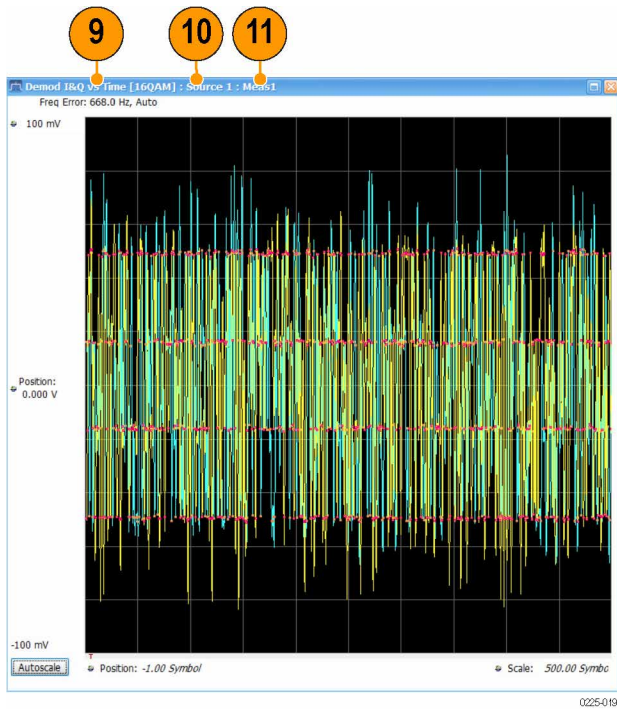 9 10 11
Demod I&Q vs Time [16QAM] : Source 1 : Meas1
Freq Error: 668.0 Hz, Auto
100 mV
Position:
0.000 V
-100 mV
T
Autoscale Position: -1.00 Symbol Scale: 500.00 Symbo
0225-019